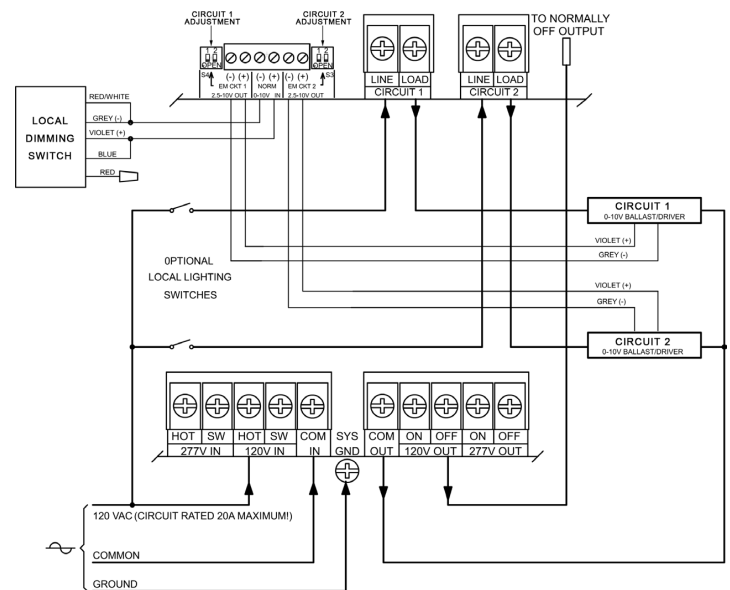 CIRCUIT 1
ADJUSTMENT
CIRCUIT 2
ADJUSTMENT
TO NORMALLY
OFF OUTPUT
1 2
OPEN
1 2
OPEN
S4 (-) (+) (-) (+) (-) (+) S3
EM CKT 1 NORM EM CKT 2
2.5-10V OUT 0-10V IN 2.5-10V OUT
LINE LOAD
CIRCUIT 1
LINE LOAD
CIRCUIT 2
LOCAL
DIMMING
SWITCH
RED/WHITE
GREY (-)
VIOLET (+)
BLUE
RED
CIRCUIT 1
0-10V BALLAST/DRIVER
VIOLET (+)
GREY (-)
OPTIONAL
LOCAL LIGHTING
SWITCHES
VIOLET (+)
GREY (-)
CIRCUIT 2
0-10V BALLAST/DRIVER
HOT SW HOT SW COM SYS COM ON OFF ON OFF
277V IN 120V IN IN GND OUT 120V OUT 277V OUT
120 VAC (CIRCUIT RATED 20A MAXIMUM!)
COMMON
GROUND